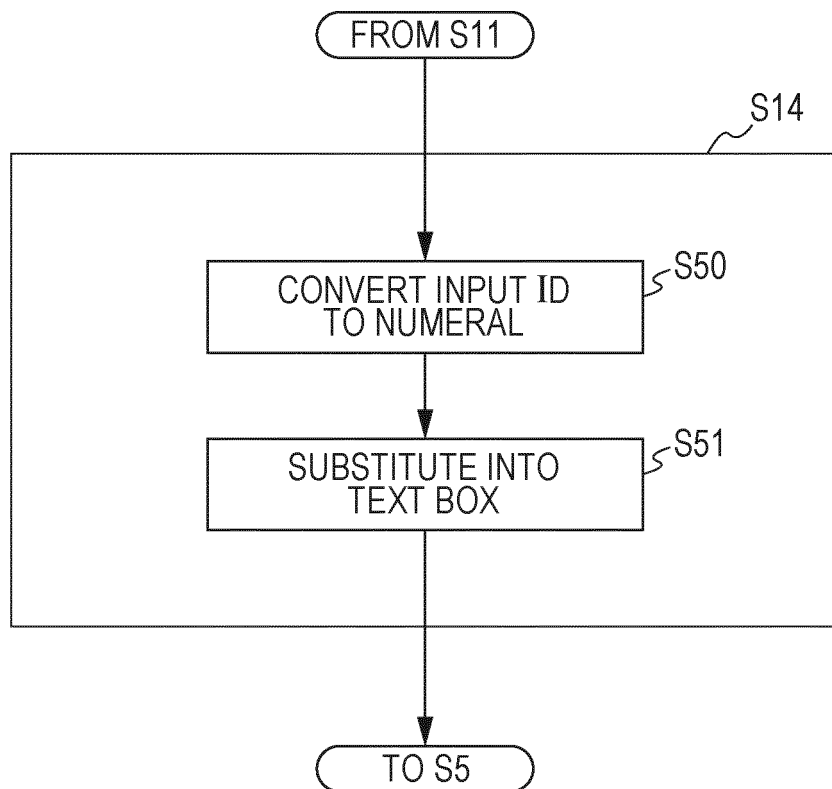 FROM S11
S14
CONVERT INPUT ID
TO NUMERAL
S50
SUBSTITUTE INTO
TEXT BOX
S51
TO S5